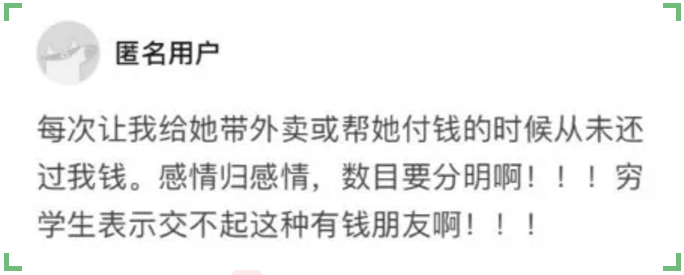 匿名用户
每次让我给她带外卖或帮她付钱的时候从未还
过我钱。感情归感情，数目要分明啊！！！穷
学生表示交不起这种有钱朋友啊！！！